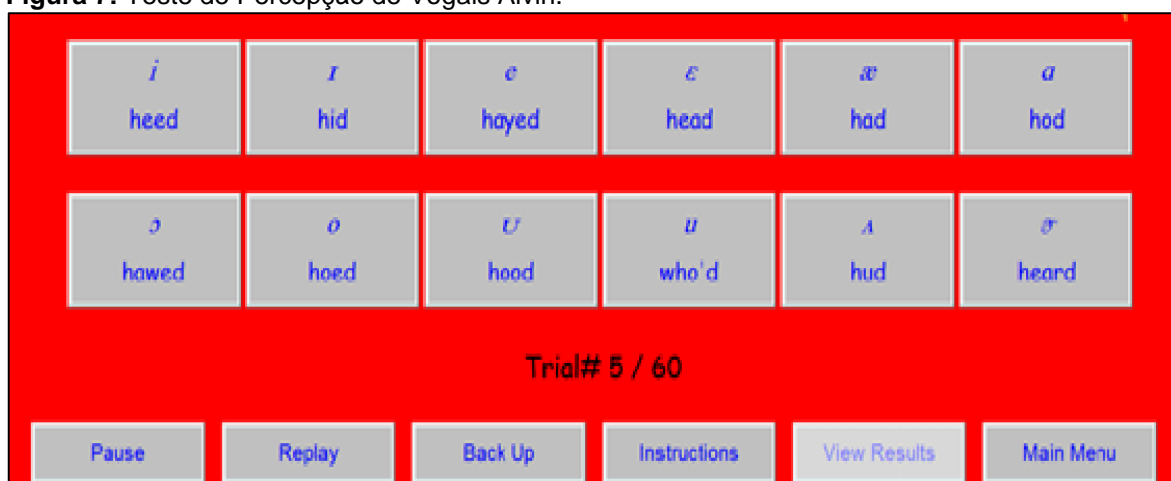 Figura 7: Teste de Percepção de Vogais Alvin.
i ɪ e ɛ æ ɑ
heed hid hayed head had hod
ɔ o ʊ u ʌ ɚ
hawed hoed hood who'd hud heard
Trial# 5 / 60
Pause Replay Back Up Instructions View Results Main Menu